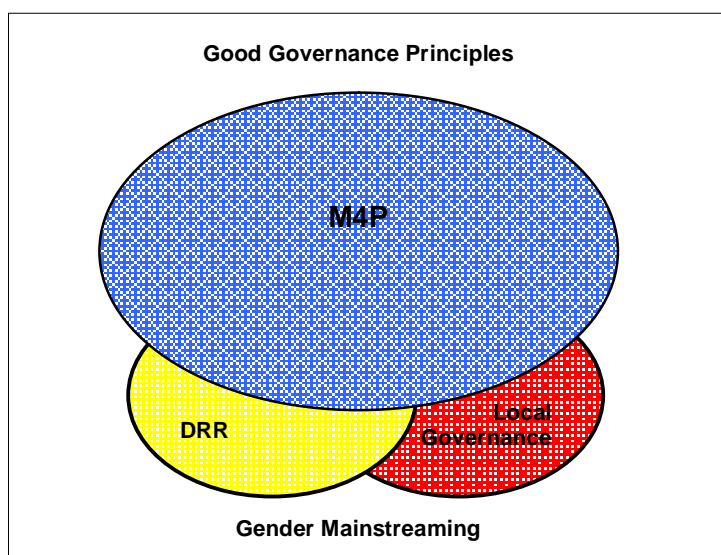 Good Governance Principles
M4P
DRR
Local
Governance
Gender Mainstreaming